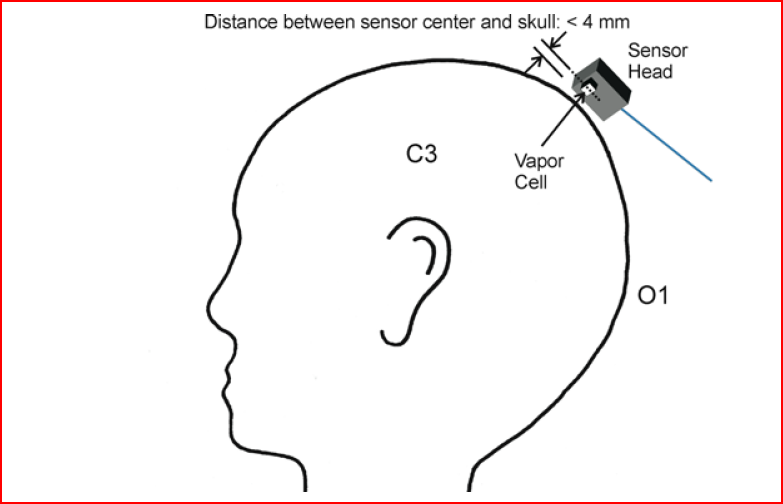 Distance between sensor center and skull: < 4 mm
Sensor
Head
C3
Vapor
Cell
O1